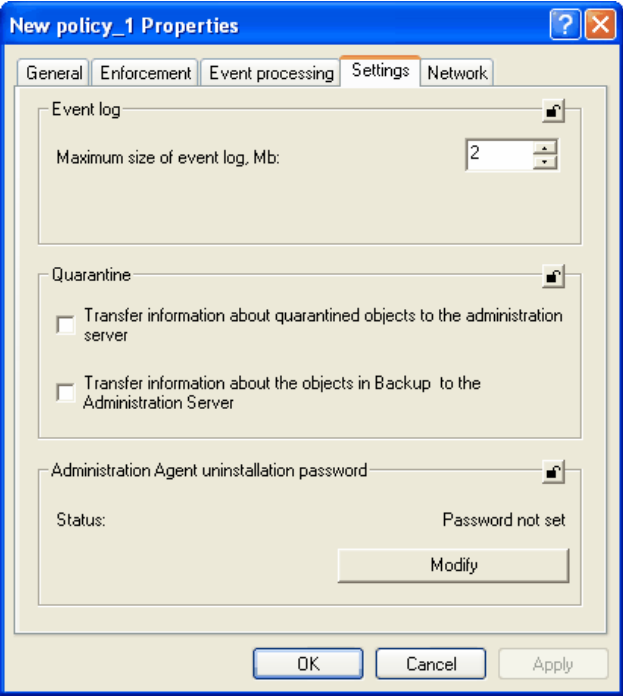 New policy_1 Properties
General Enforcement Event processing Settings Network
Event log
Maximum size of event log, Mb: 2
Quarantine
Transfer information about quarantined objects to the administration
server
Transfer information about the objects in Backup to the
Administration Server
Administration Agent uninstallation password
Status: Password not set
Modify
OK Cancel Apply